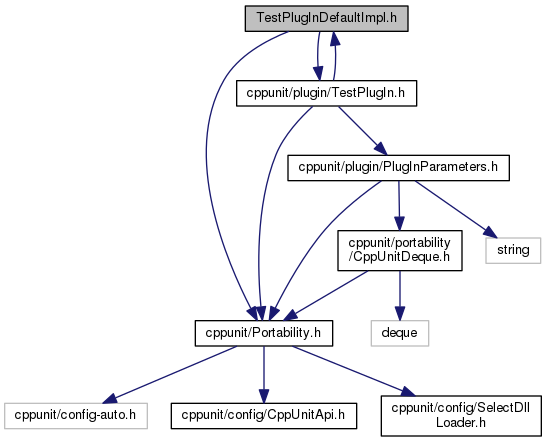 TestPlugInDefaultImpl.h
cppunit/plugin/TestPlugIn.h
cppunit/plugin/PlugInParameters.h
cppunit/portability
/CppUnitDeque.h
string
cppunit/Portability.h
deque
cppunit/config-auto.h
cppunit/config/CppUnitApi.h
cppunit/config/SelectDll
Loader.h